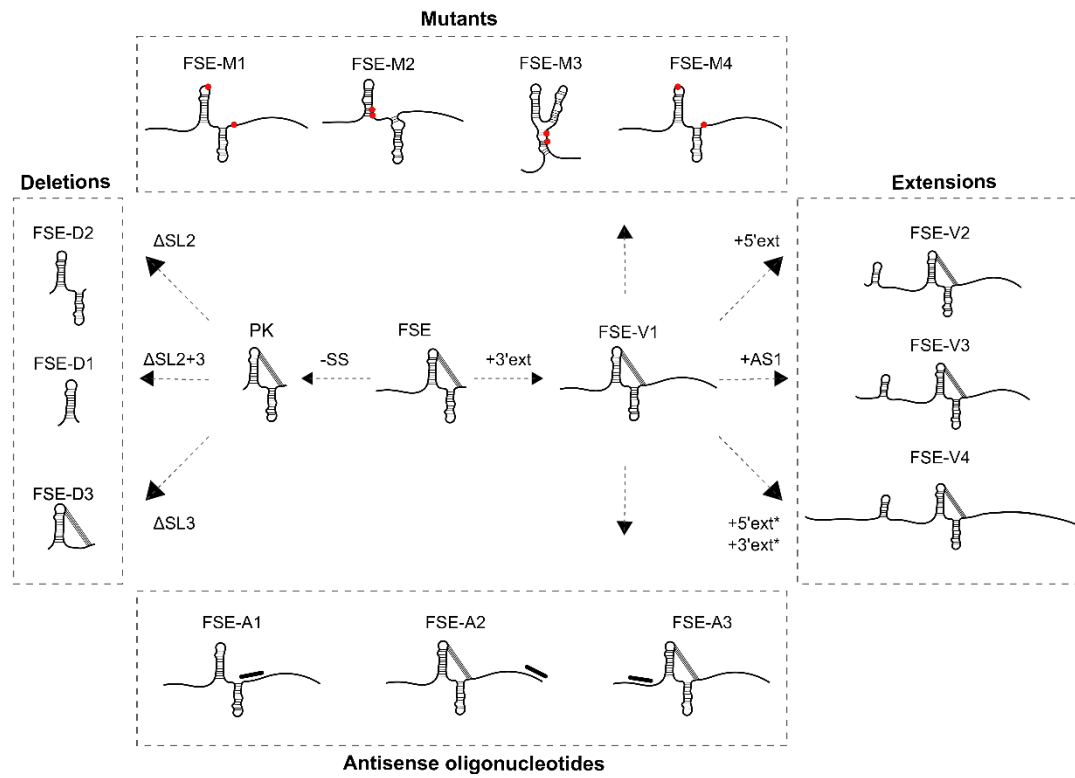 Mutants
FSE-M1
FSE-M2
FSE-M3
FSE-M4
Deletions
Extensions
FSE-D2
ΔSL2
+5'ext
FSE-V2
PK
FSE
FSE-V1
FSE-D1
ΔSL2+3
-SS
+3'ext
+AS1
FSE-V3
FSE-D3
ΔSL3
+5'ext*
+3'ext*
FSE-V4
FSE-A1
FSE-A2
FSE-A3
Antisense oligonucleotides